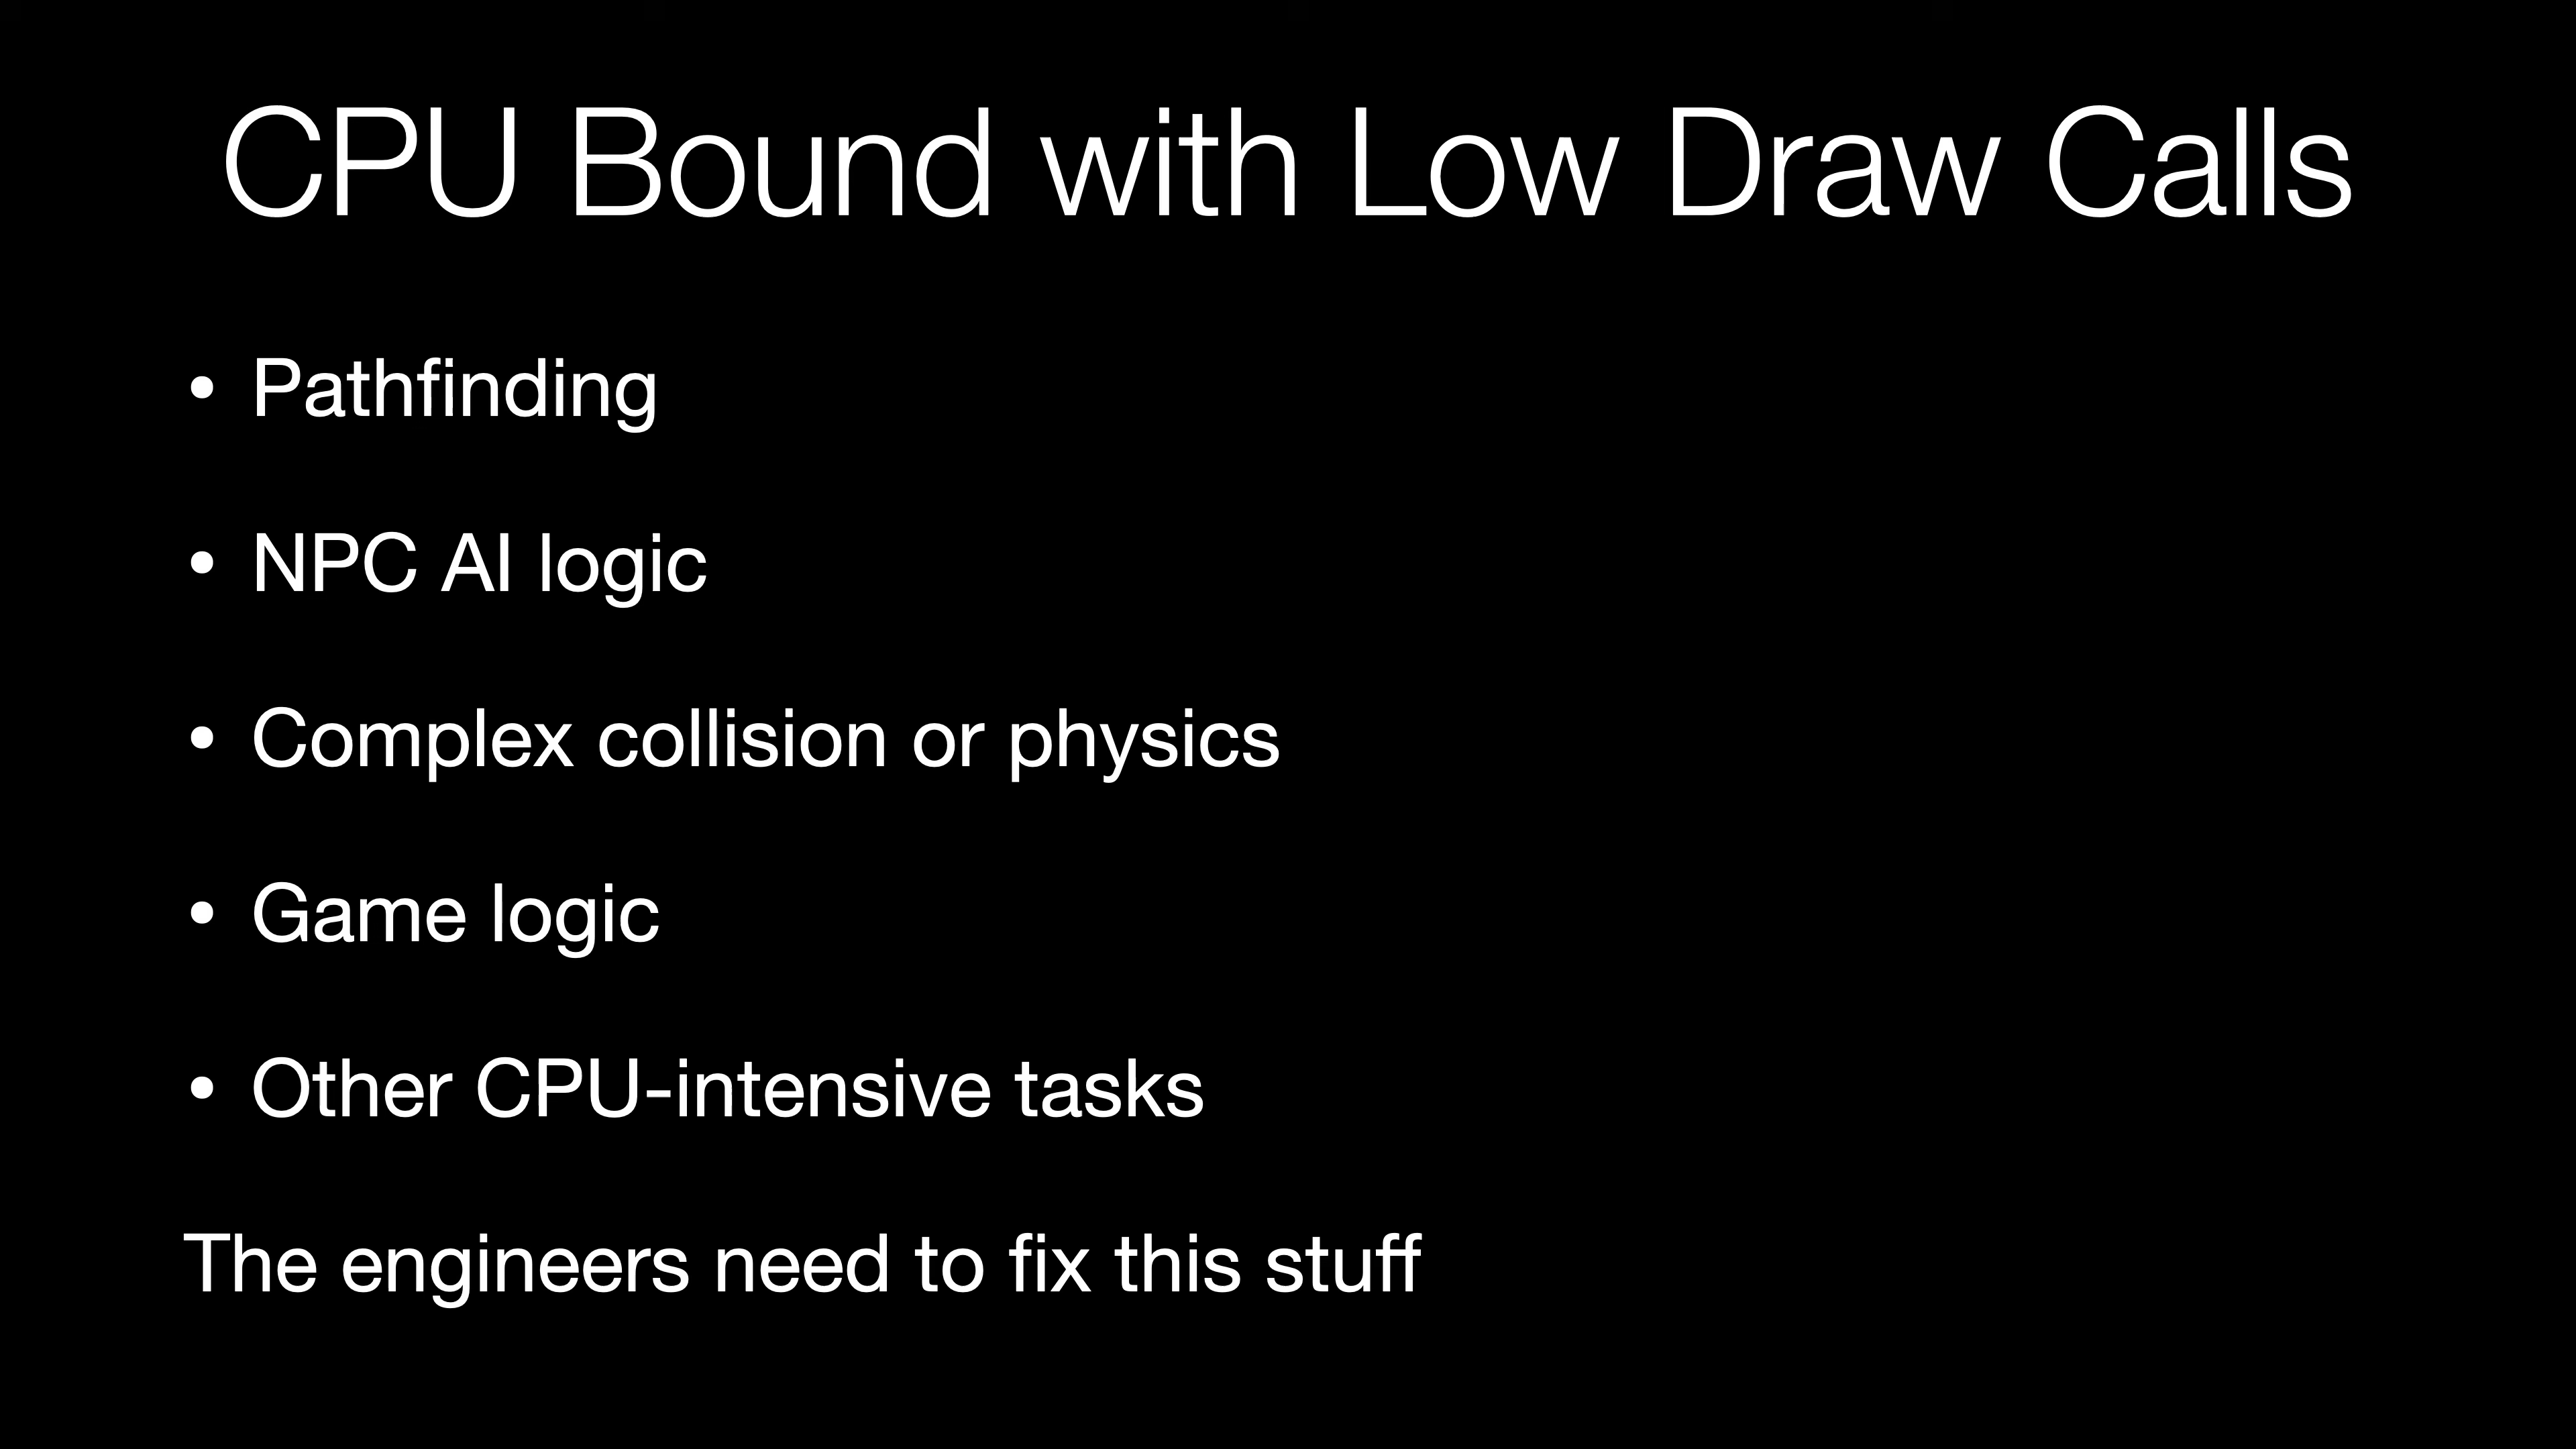 CPU Bound with Low Draw Calls
• Pathfinding
• NPC AI logic
• Complex collision or physics
• Game logic
• Other CPU-intensive tasks
The engineers need to fix this stuff